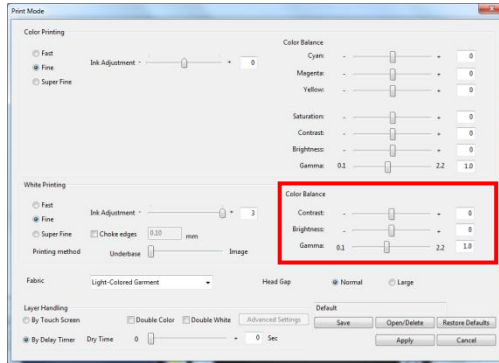 Print Mode
Color Printing
Fast
Fine
Super Fine
Ink Adjustment - + 0
Color Balance
Cyan: - + 0
Magenta: - + 0
Yellow: - + 0
Saturation: - + 0
Contrast: - + 0
Brightness: - + 0
Gamma: 0.1 2.2 1.0
White Printing
Fast
Fine
Super Fine
Ink Adjustment - + 3
Choke edges 0.10 mm
Printing method Underbase Image
Color Balance
Contrast: - + 0
Brightness: - + 0
Gamma: 0.1 2.2 1.0
Fabric Light-Colored Garment Head Gap Normal Large
Layer Handling
By Touch Screen Double Color Double White Advanced Settings
By Delay Timer Dry Time 0 + 0 Sec
Default
Save Open/Delete Restore Defaults
Apply Cancel